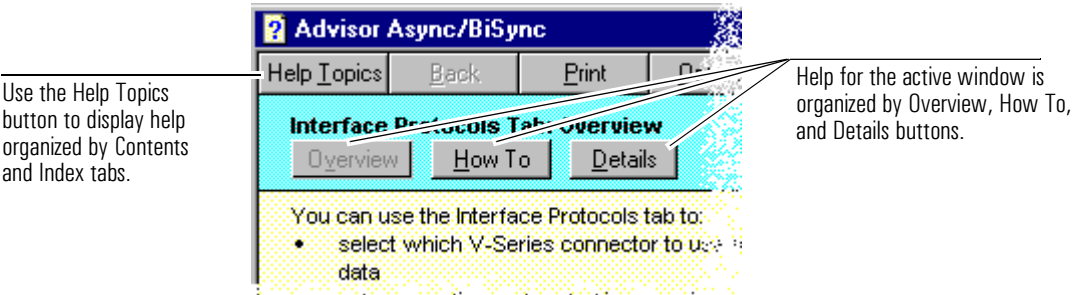 Advisor Async/BiSync
Help Topics Back Print
Use the Help Topics
button to display help
organized by Contents
and Index tabs.
Help for the active window is
organized by Overview, How To,
and Details buttons.
Interface Protocols Tab: Overview
Overview How To Details
You can use the Interface Protocols tab to:
• select which V-Series connector to use
data